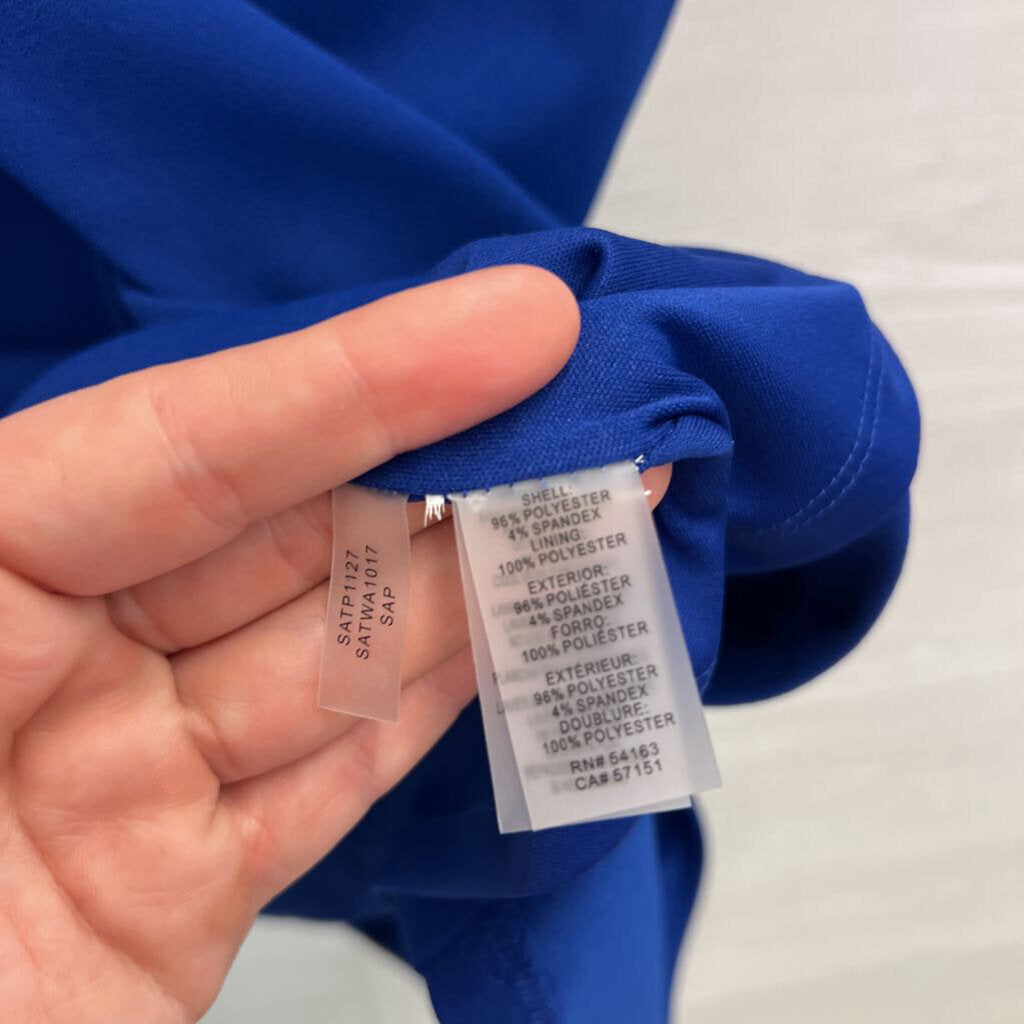 SATP1127
SATWA1017
SAP
SHELL:
96% POLYESTER
4% SPANDEX
LINING:
100% POLYESTER
EXTERIOR:
96% POLIÉSTER
4% SPANDEX
FORRO:
100% POLIÉSTER
EXTÉRIEUR:
96% POLYESTER
4% SPANDEX
DOUBLURE:
100% POLYESTER
RN# 54163
CA# 57151